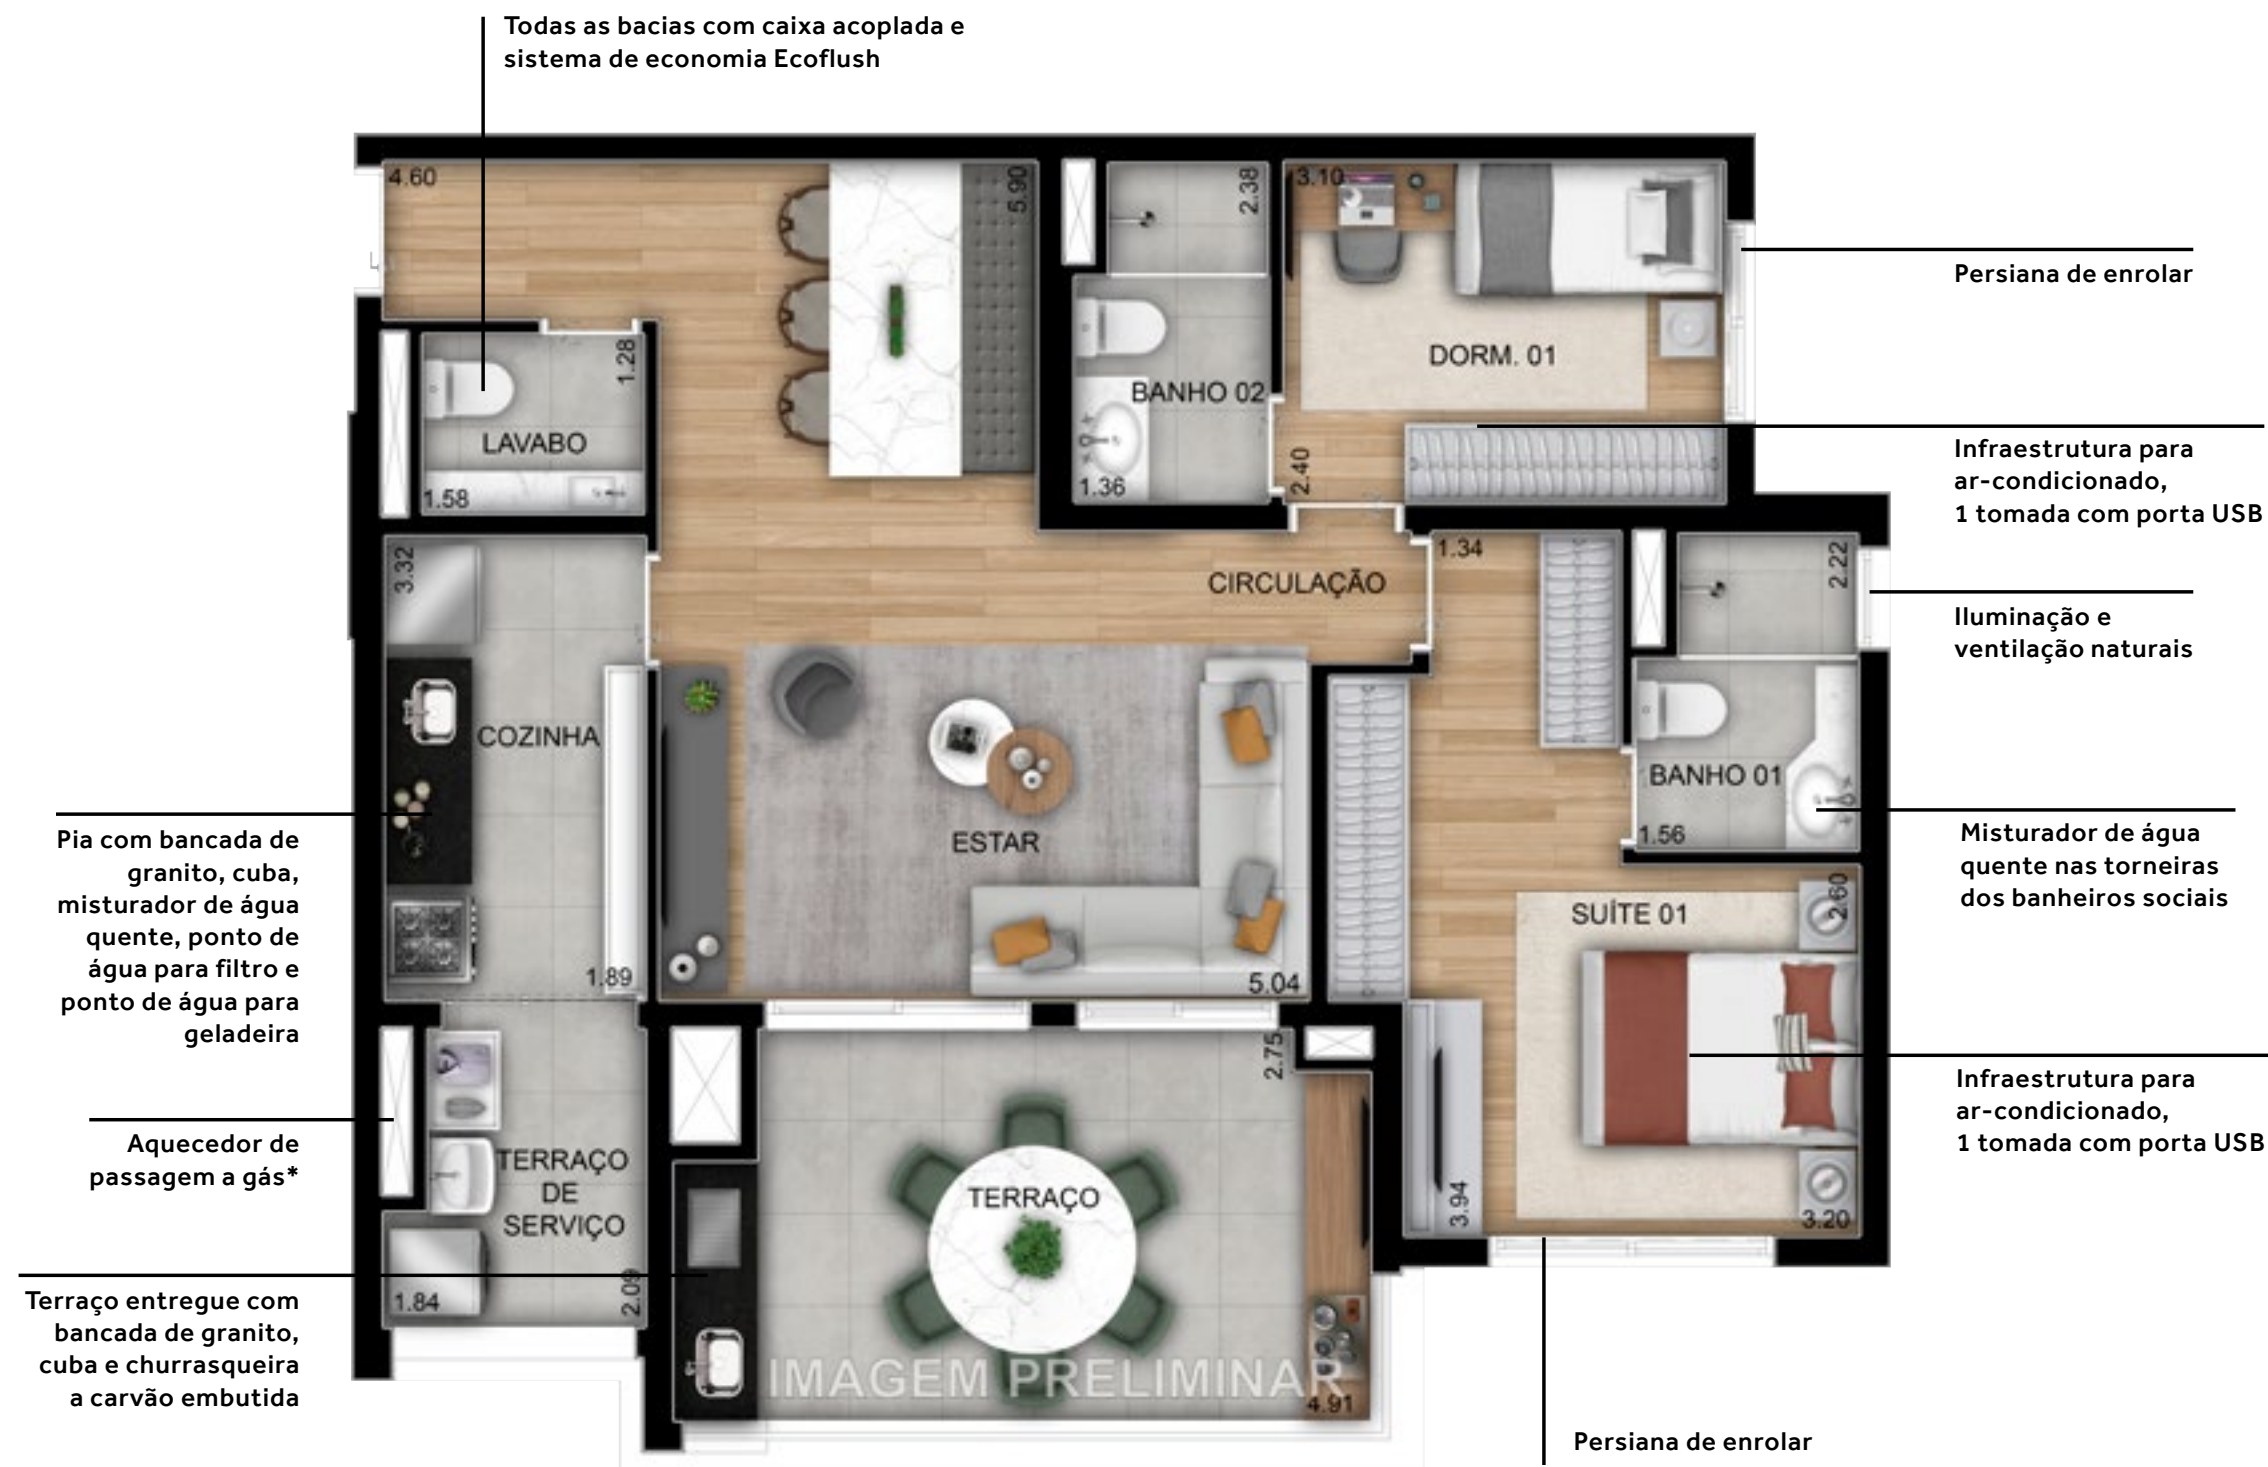 Todas as bacias com caixa acoplada e
sistema de economia Ecoflush
4.60
5.90
2.38
3.10
Persiana de enrolar
1.28
DORM. 01
BANHO 02
LAVABO
1.58
1.36
2.40
Infraestrutura para
ar-condicionado,
1 tomada com porta USB
3.32
CIRCULAÇÃO
1.34
2.22
Iluminação e
ventilação naturais
COZINHA
BANHO 01
ESTAR
1.56
Misturador de água
quente nas torneiras
dos banheiros sociais
Pia com bancada de
granito, cuba,
misturador de água
quente, ponto de
água para filtro e
ponto de água para
geladeira
SUÍTE 01
2.60
1.89
5.04
2.75
Infraestrutura para
ar-condicionado,
1 tomada com porta USB
Aquecedor de
passagem a gás*
TERRAÇO
DE
SERVIÇO
TERRAÇO
3.94
3.20
1.84
2.09
Terraço entregue com
bancada de granito,
cuba e churrasqueira
a carvão embutida
IMAGEM PRELIMINAR
4.91
Persiana de enrolar